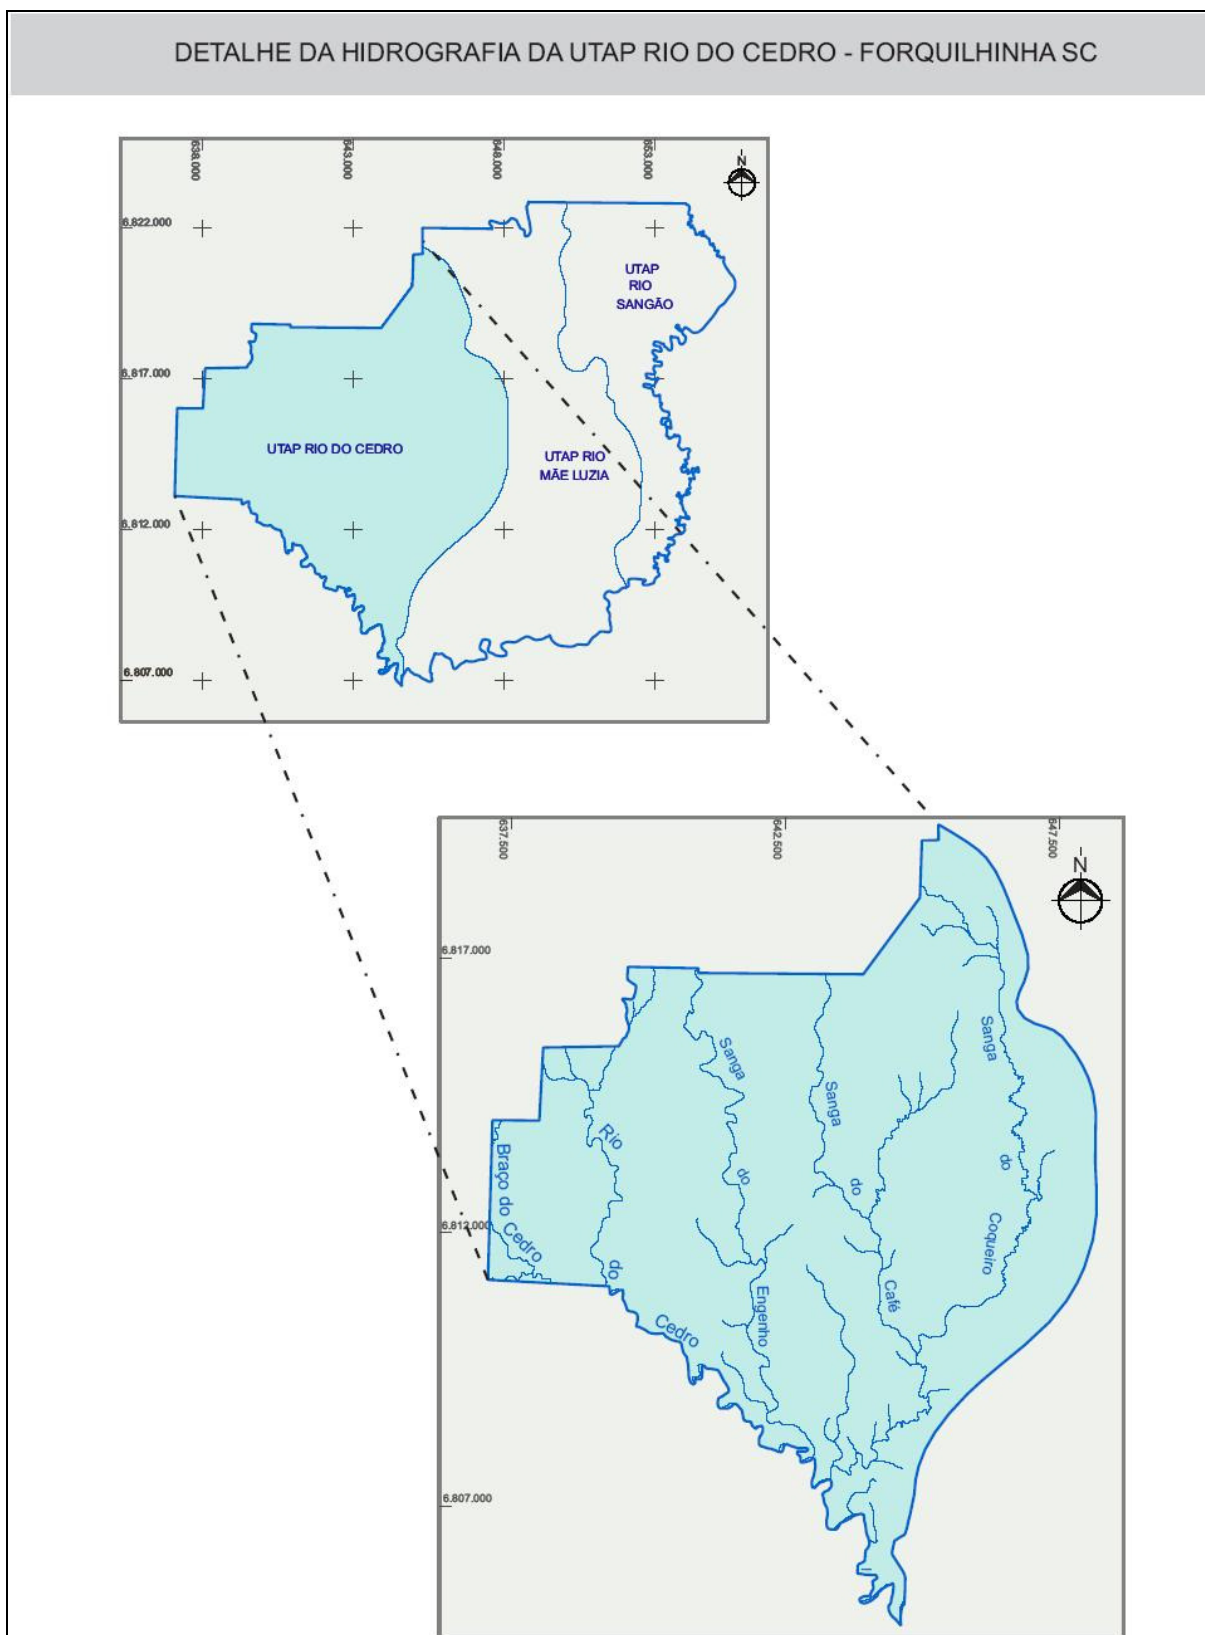 DETALHE DA HIDROGRAFIA DA UTAP RIO DO CEDRO - FORQUILHINHA SC
638.000
643.000
648.000
653.000
N
6.822.000
UTAP
RIO
SANGÃO
6.817.000
UTAP RIO DO CEDRO
UTAP RIO
MÃE LUZIA
6.812.000
6.807.000
637.500
642.500
647.500
N
6.817.000
Sanga
Sanga
Sanga
Rio
Braço do Cedro
do
do
do
Coqueiro
6.812.000
do
Engenho
Café
Cedro
6.807.000